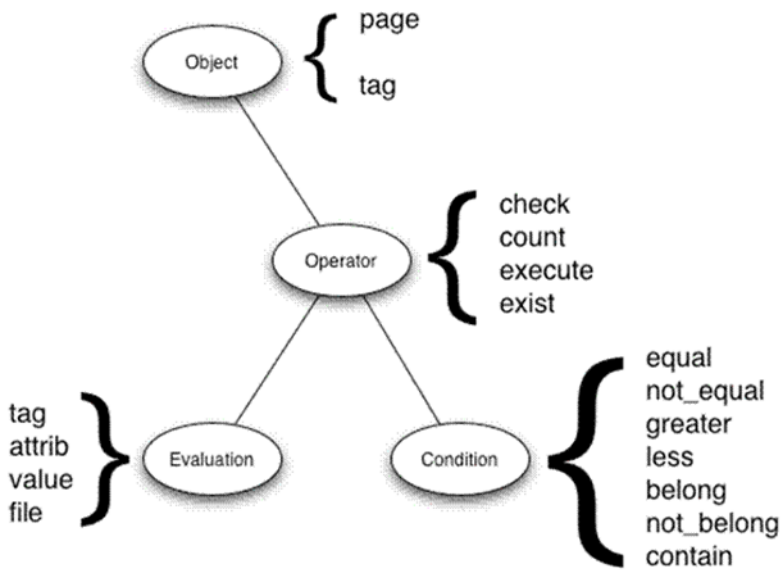 Object
page
tag
Operator
check
count
execute
exist
Evaluation
tag
attrib
value
file
Condition
equal
not_equal
greater
less
belong
not_belong
contain